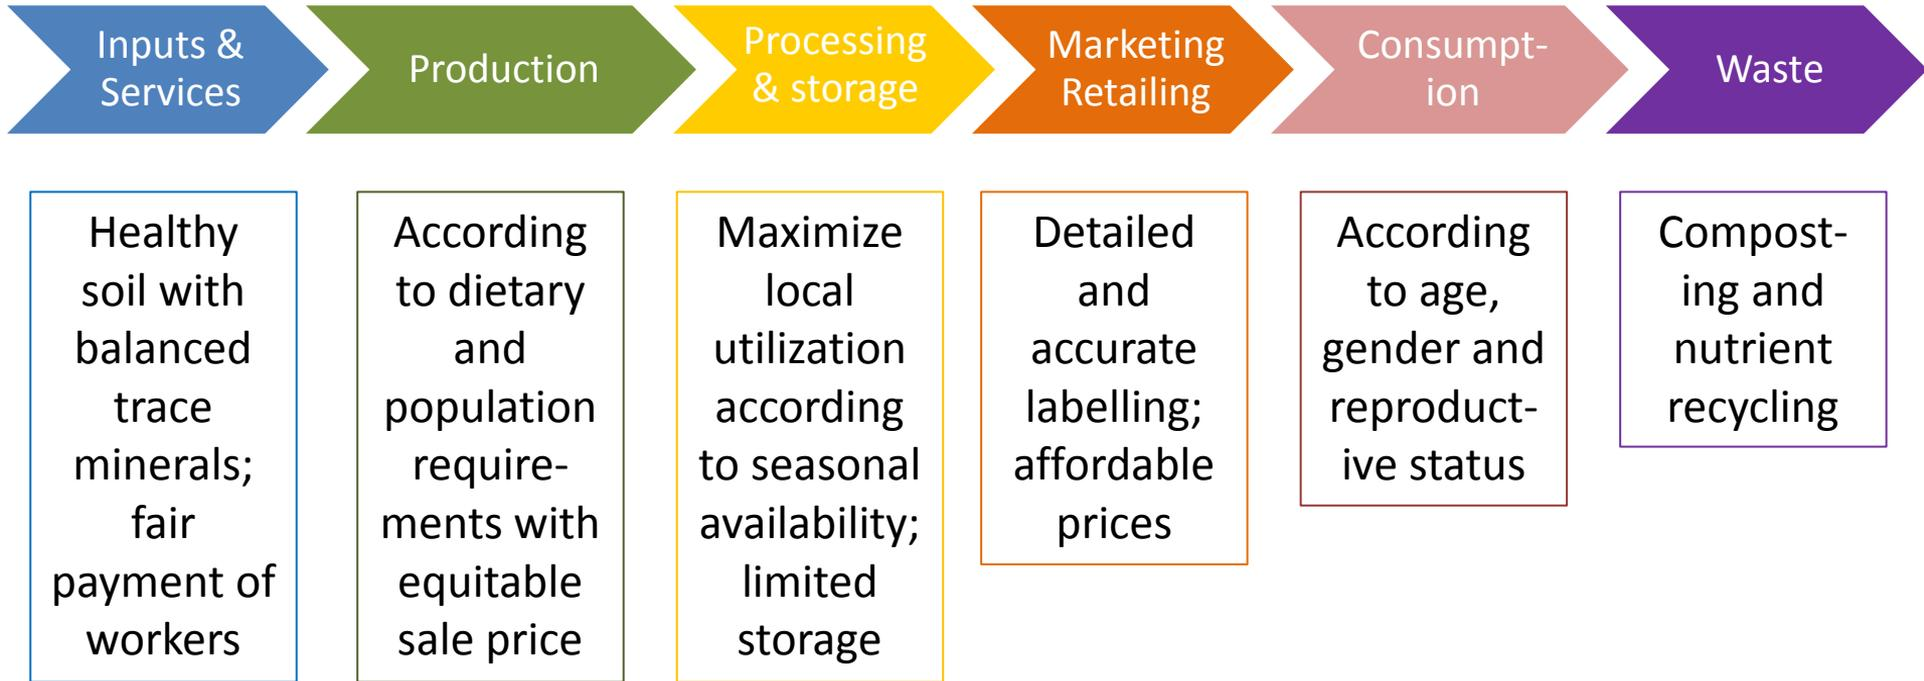 Inputs &
Services
Production
Processing
& storage
Marketing
Retailing
Consumpt-
ion
Waste
Healthy
soil with
balanced
trace
minerals;
fair
payment of
workers
According
to dietary
and
population
require-
ments with
equitable
sale price
Maximize
local
utilization
according
to seasonal
availability;
limited
storage
Detailed
and
accurate
labelling;
affordable
prices
According
to age,
gender and
reproduct-
ive status
Compost-
ing and
nutrient
recycling